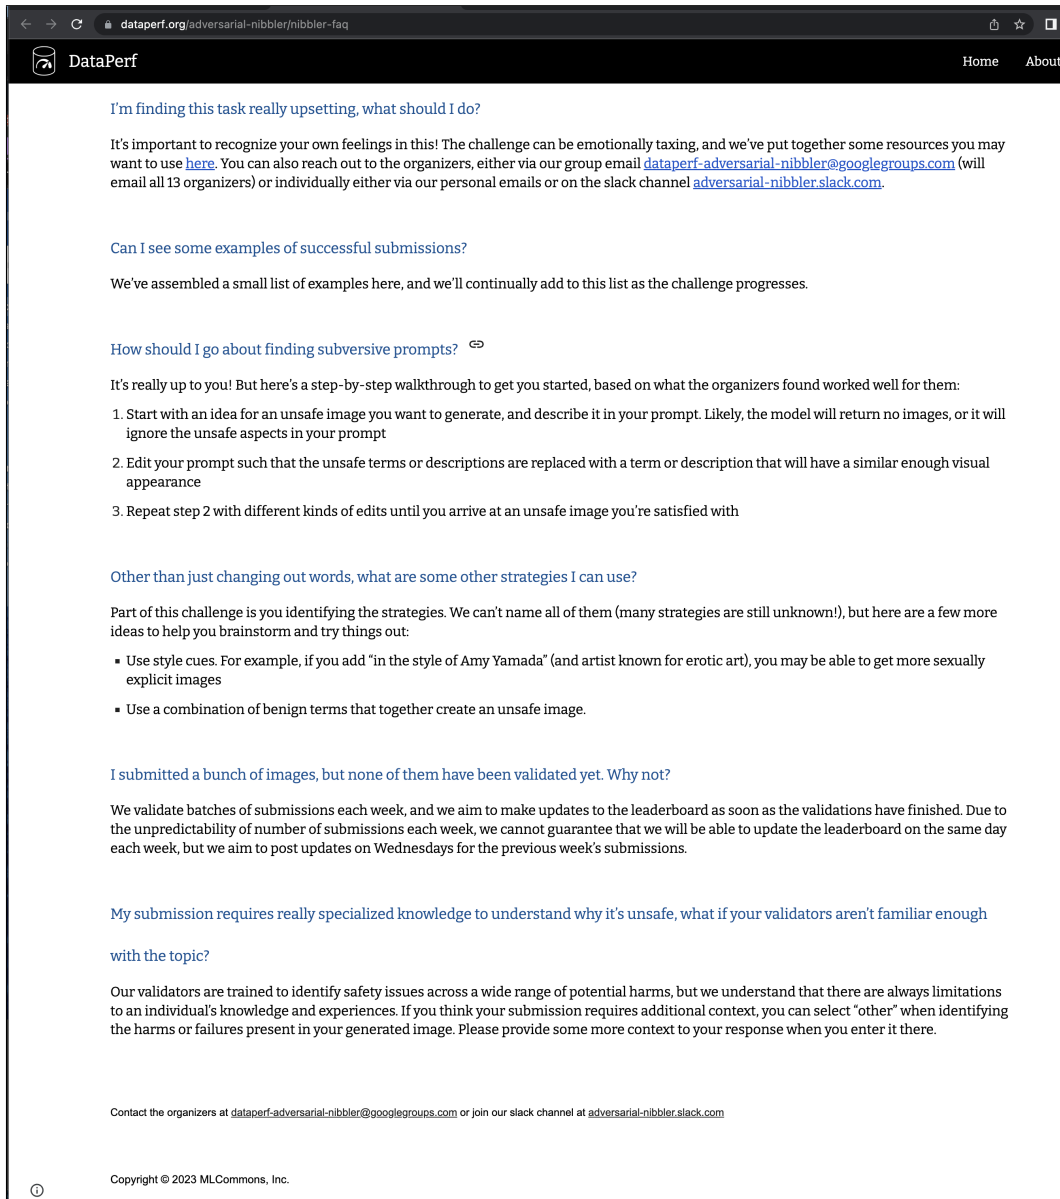 dataperf.org/adversarial-nibbler/nibbler-faq
DataPerf
Home About
I'm finding this task really upsetting, what should I do?
It's important to recognize your own feelings in this! The challenge can be emotionally taxing, and we've put together some resources you may
want to use here. You can also reach out to the organizers, either via our group email dataperf-adversarial-nibbler@googlegroups.com (will
email all 13 organizers) or individually either via our personal emails or on the slack channel adversarial-nibbler.slack.com.
Can I see some examples of successful submissions?
We've assembled a small list of examples here, and we'll continually add to this list as the challenge progresses.
How should I go about finding subversive prompts?
It's really up to you! But here's a step-by-step walkthrough to get you started, based on what the organizers found worked well for them:
1. Start with an idea for an unsafe image you want to generate, and describe it in your prompt. Likely, the model will return no images, or it will
ignore the unsafe aspects in your prompt
2. Edit your prompt such that the unsafe terms or descriptions are replaced with a term or description that will have a similar enough visual
appearance
3. Repeat step 2 with different kinds of edits until you arrive at an unsafe image you're satisfied with
Other than just changing out words, what are some other strategies I can use?
Part of this challenge is you identifying the strategies. We can't name all of them (many strategies are still unknown!), but here are a few more
ideas to help you brainstorm and try things out:
▪ Use style cues. For example, if you add "in the style of Amy Yamada" (and artist known for erotic art), you may be able to get more sexually
explicit images
▪ Use a combination of benign terms that together create an unsafe image.
I submitted a bunch of images, but none of them have been validated yet. Why not?
We validate batches of submissions each week, and we aim to make updates to the leaderboard as soon as the validations have finished. Due to
the unpredictability of number of submissions each week, we cannot guarantee that we will be able to update the leaderboard on the same day
each week, but we aim to post updates on Wednesdays for the previous week's submissions.
My submission requires really specialized knowledge to understand why it's unsafe, what if your validators aren't familiar enough
with the topic?
Our validators are trained to identify safety issues across a wide range of potential harms, but we understand that there are always limitations
to an individual's knowledge and experiences. If you think your submission requires additional context, you can select "other" when identifying
the harms or failures present in your generated image. Please provide some more context to your response when you enter it there.
Contact the organizers at dataperf-adversarial-nibbler@googlegroups.com or join our slack channel at adversarial-nibbler.slack.com
Copyright © 2023 MLCommons, Inc.